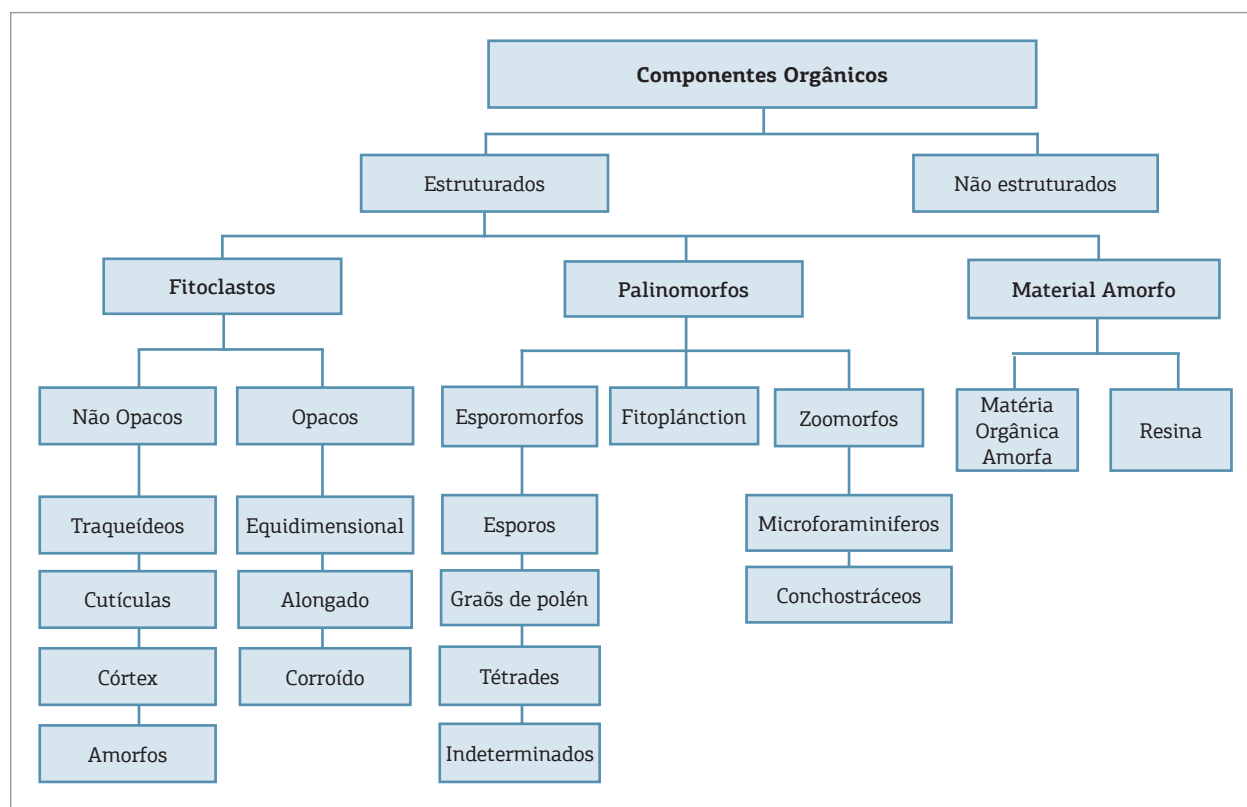 Componentes Orgânicos
Estruturados
Não estruturados
Fitoclastos
Palinomorfos
Material Amorfo
Não Opacos
Opacos
Esporomorfos
Fitoplánction
Zoomorfos
Matéria
Orgânica
Amorfa
Resina
Traqueídeos
Equidimensional
Esporos
Microforaminiferos
Cutículas
Alongado
Graõs de polén
Conchostráceos
Córtex
Corroído
Tétrades
Amorfos
Indeterminados